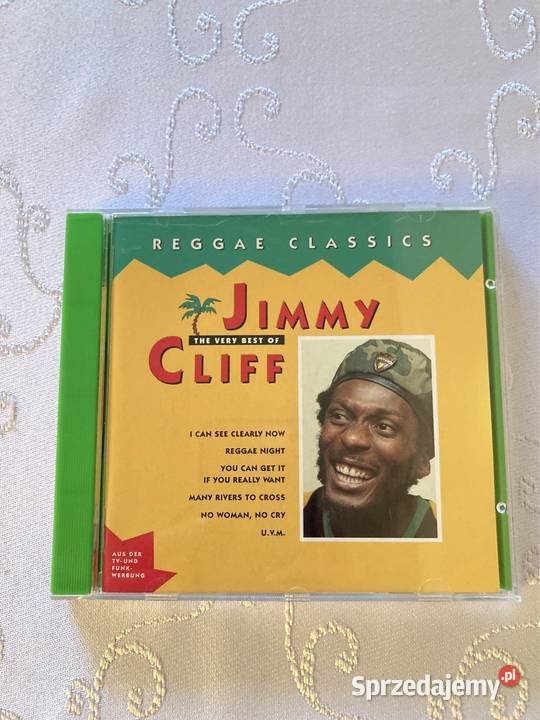 REGGAE CLASSICS
JIMMY
THE VERY BEST OF
CLIFF
I CAN SEE CLEARLY NOW
REGGAE NIGHT
YOU CAN GET IT
IF YOU REALLY WANT
MANY RIVERS TO CROSS
NO WOMAN, NO CRY
U.V.M.
AUS DER
TV-UND
FUNK-
WERBUNG
Sprzedajemy.pl